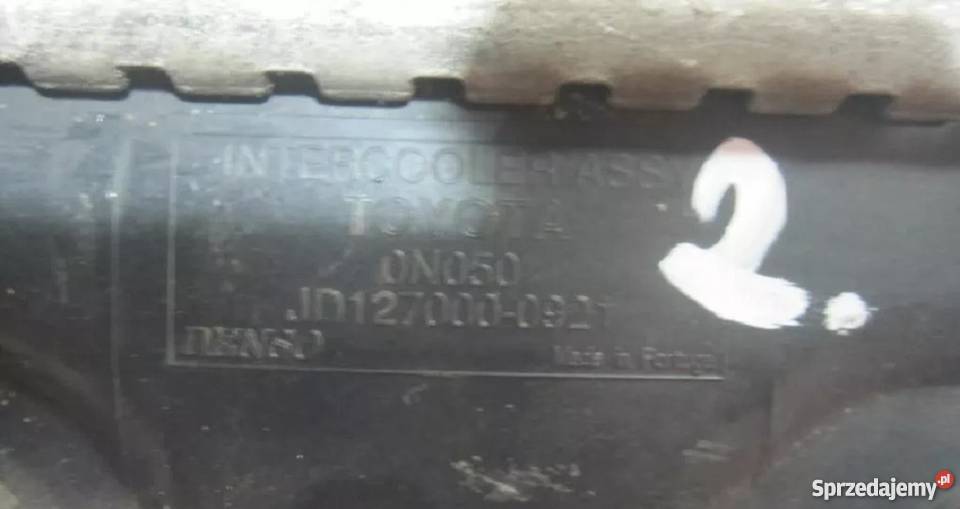 INTERCOOLER ASSY
TOYOTA
0N050
JD127000-0921
DENSO
Made in Portugal
2.
Sprzedajemy.pl